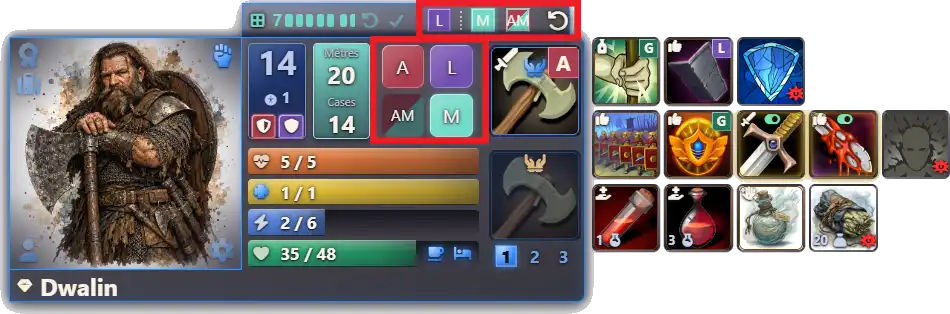 7
L M AM
14
1
Mètres
20
Cases
14
A L
AM M
A
5 / 5
1 / 1
2 / 6
35 / 48
1 2 3
Dwalin
G L
G
1 3 20